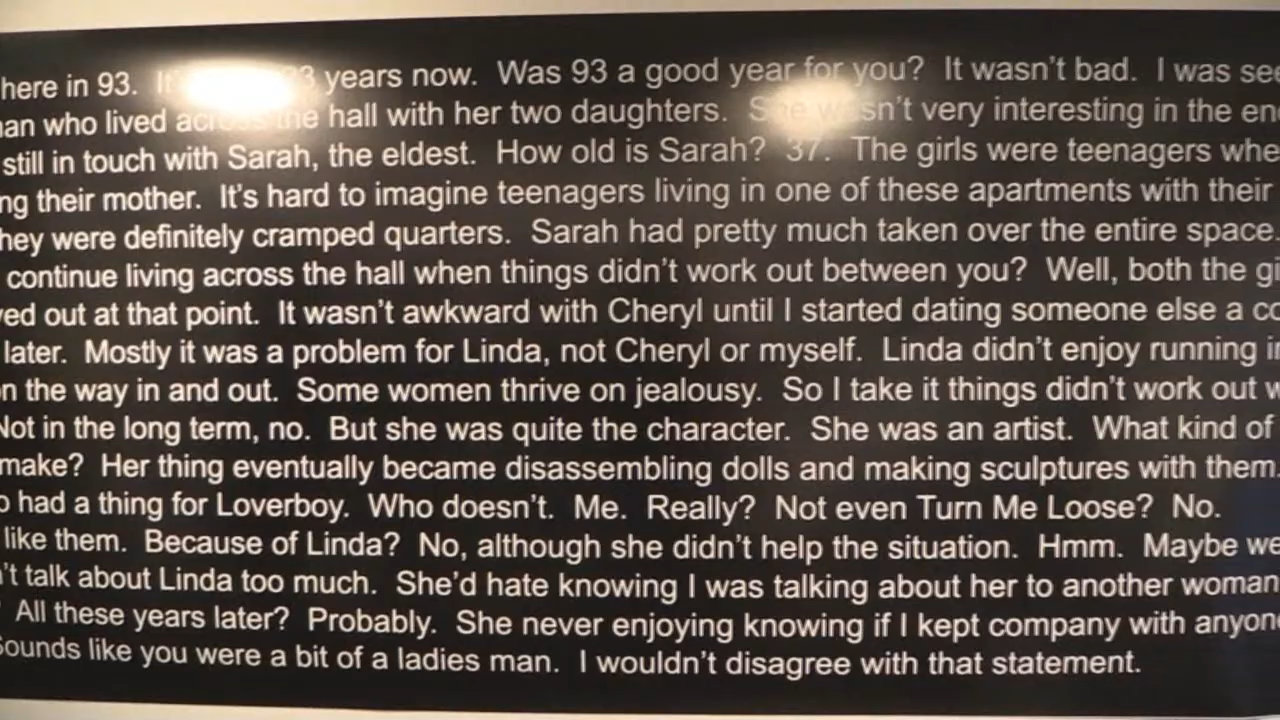 here in 93. It years now. Was 93 a good year for you? It wasn't bad. I was
who lived across the hall with her two daughters. She wasn't very interesting in the
still in touch with Sarah, the eldest. How old is Sarah? 37. The girls were teenagers
their mother. It's hard to imagine teenagers living in one of these apartments with their
they were definitely cramped quarters. Sarah had pretty much taken over the entire space.
continue living across the hall when things didn't work out between you? Well, both the
out at that point. It wasn't awkward with Cheryl until I started dating someone else a
later. Mostly it was a problem for Linda, not Cheryl or myself. Linda didn't enjoy running
on the way in and out. Some women thrive on jealousy. So I take it things didn't work out
Not in the long term, no. But she was quite the character. She was an artist. What kind of
make? Her thing eventually became disassembling dolls and making sculptures with them.
had a thing for Loverboy. Who doesn't. Me. Really? Not even Turn Me Loose? No.
like them. Because of Linda? No, although she didn't help the situation. Hmm. Maybe we
talk about Linda too much. She'd hate knowing I was talking about her to another woman
All these years later? Probably. She never enjoying knowing if I kept company with
Sounds like you were a bit of a ladies man. I wouldn't disagree with that statement.